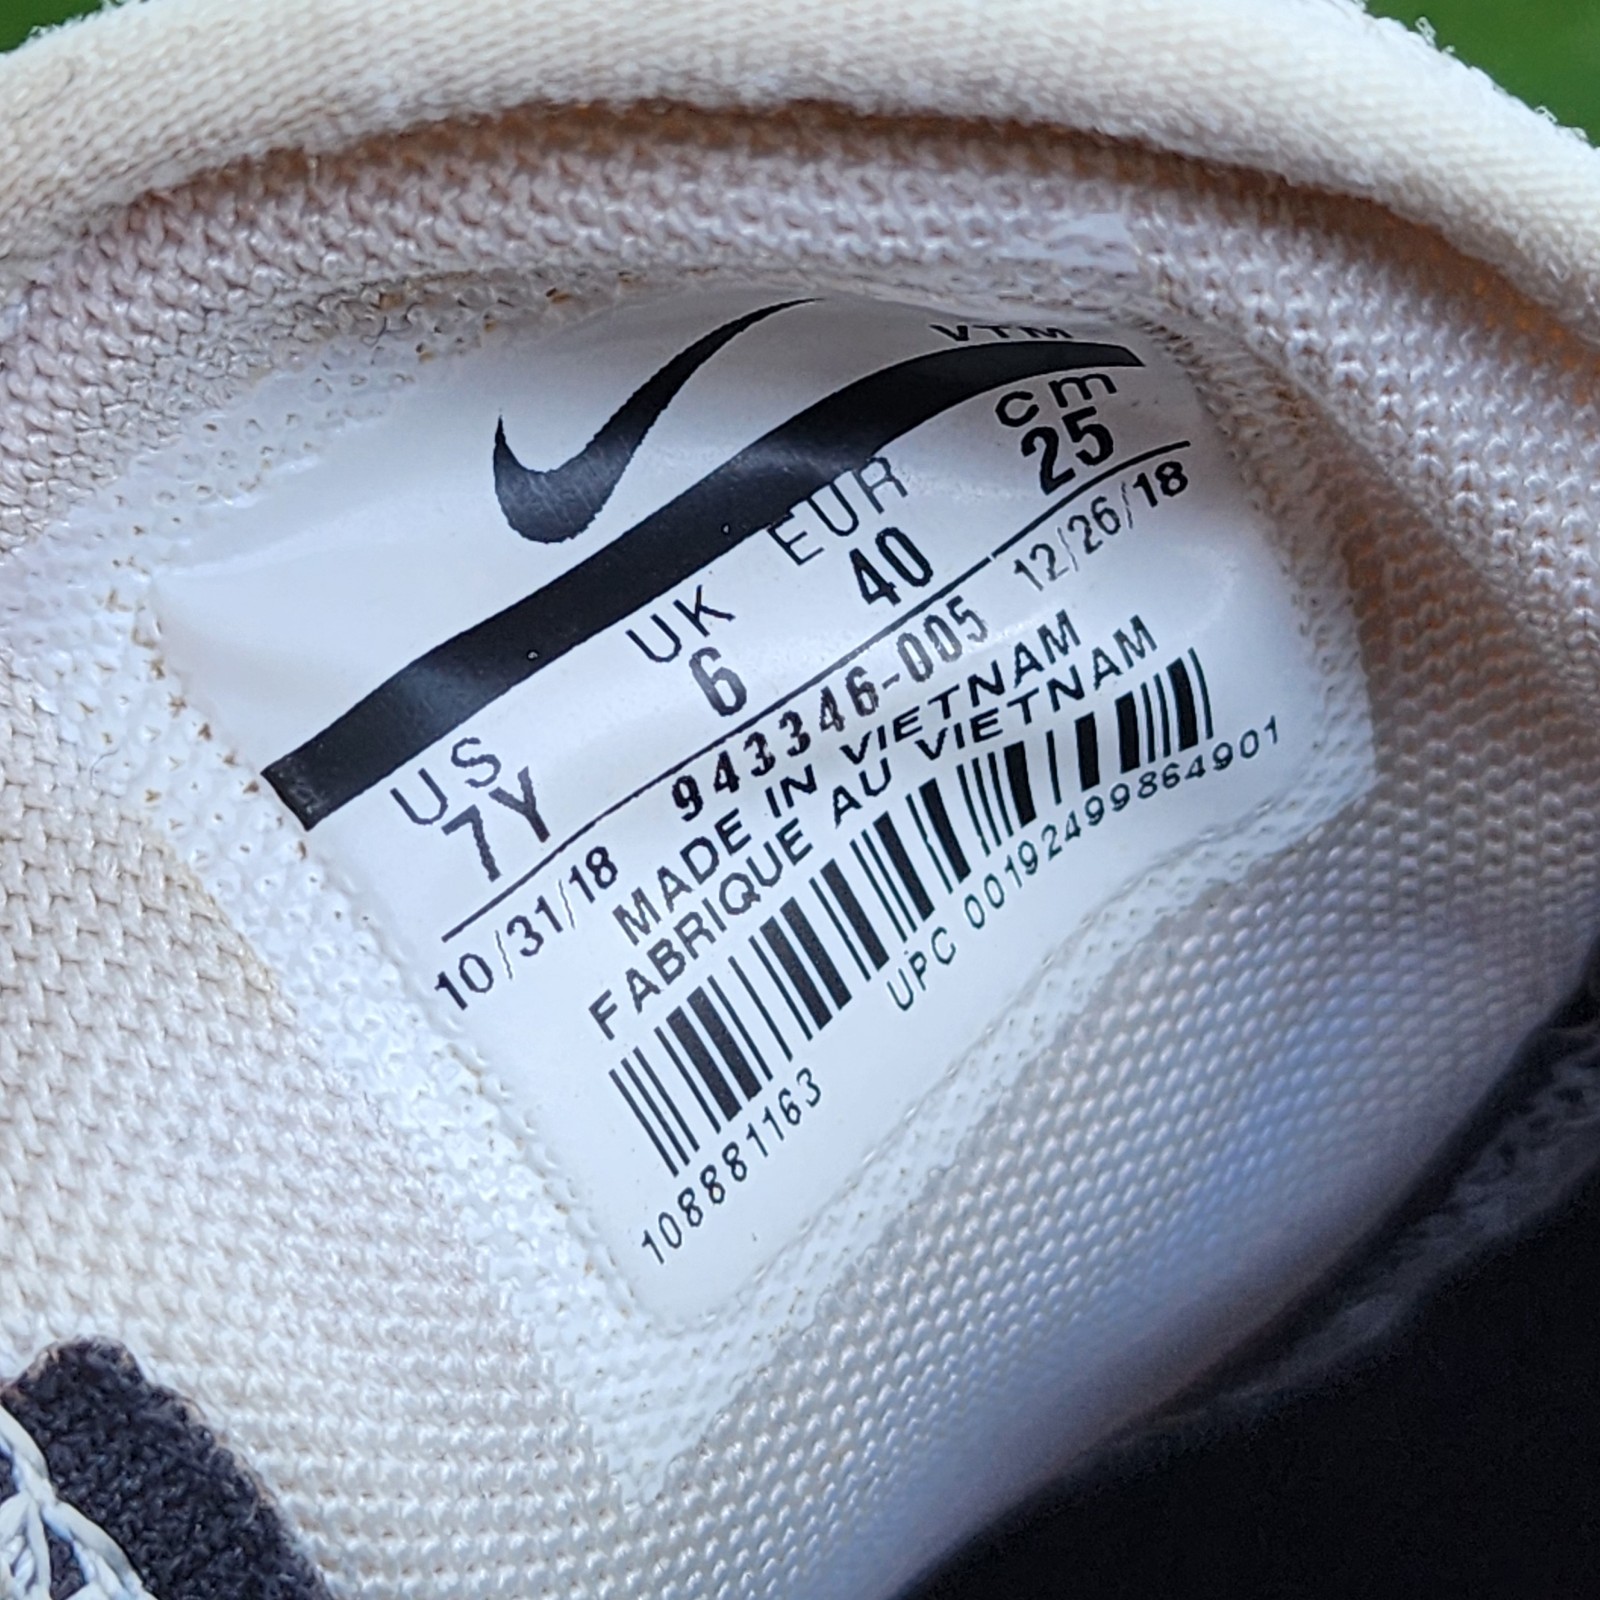 VTM
US UK EUR cm
7Y 6 40 25
10/31/18 943346-005 12/26/18
MADE IN VIETNAM
FABRIQUE AU VIETNAM
UPC 00192499864901
1088881163